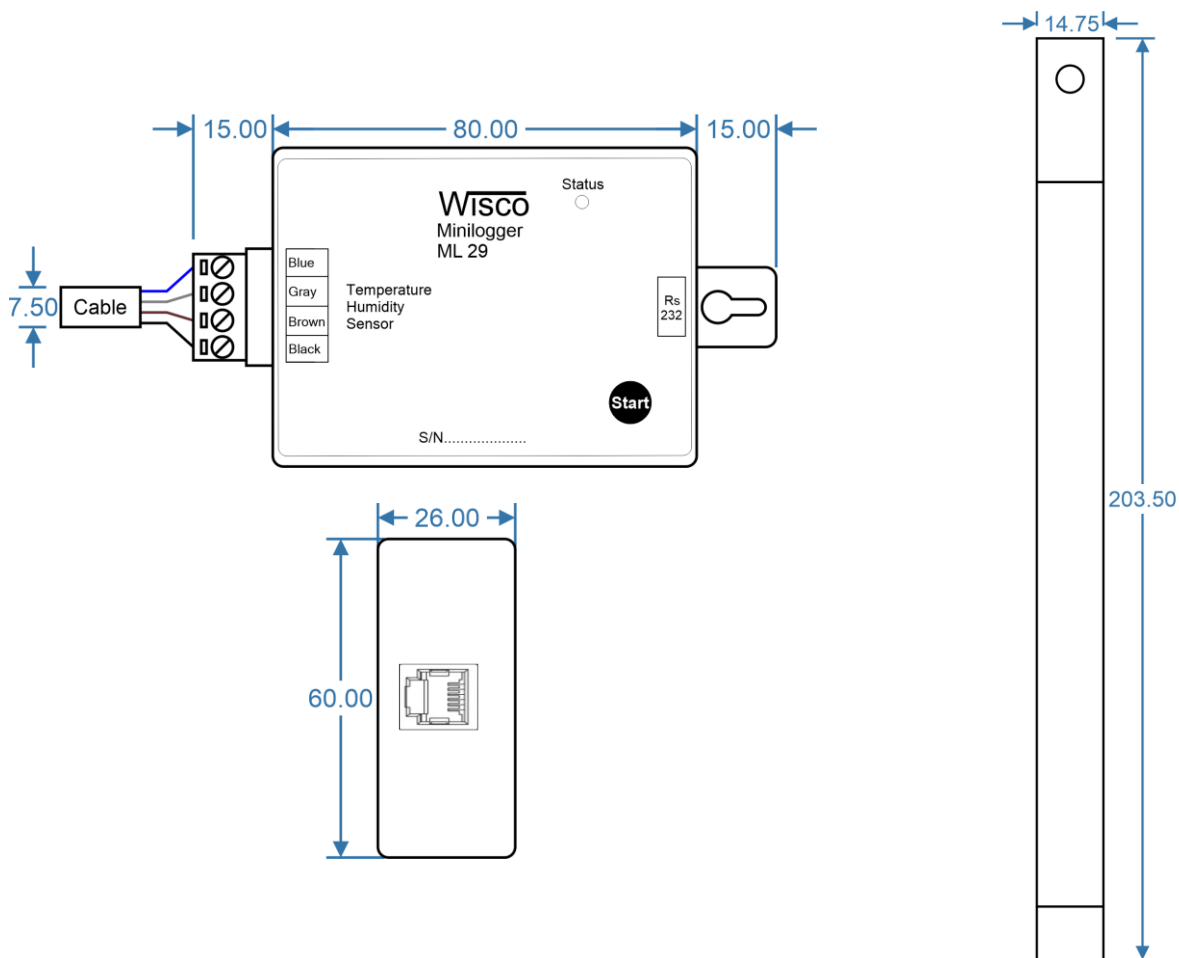 14.75
15.00
80.00
15.00
Status
Wisco
Minilogger
ML 29
Blue
Gray
Brown
Black
Temperature
Humidity
Sensor
Rs
232
7.50
Cable
Start
S/N....................
203.50
26.00
60.00